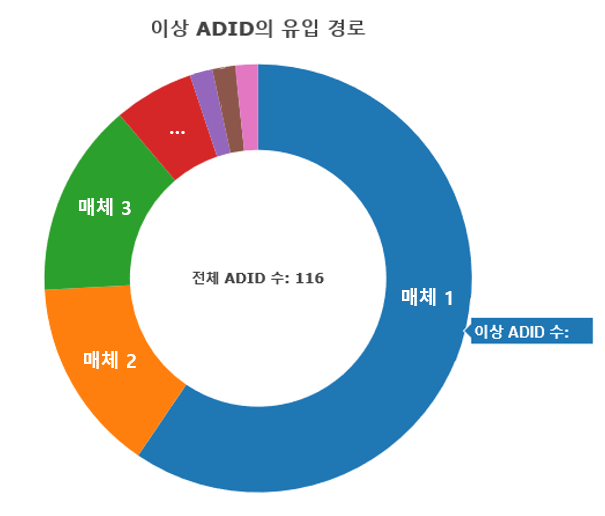 이상 ADID의 유입 경로
...
매체 3
전체 ADID 수: 116
매체 1
이상 ADID 수:
매체 2